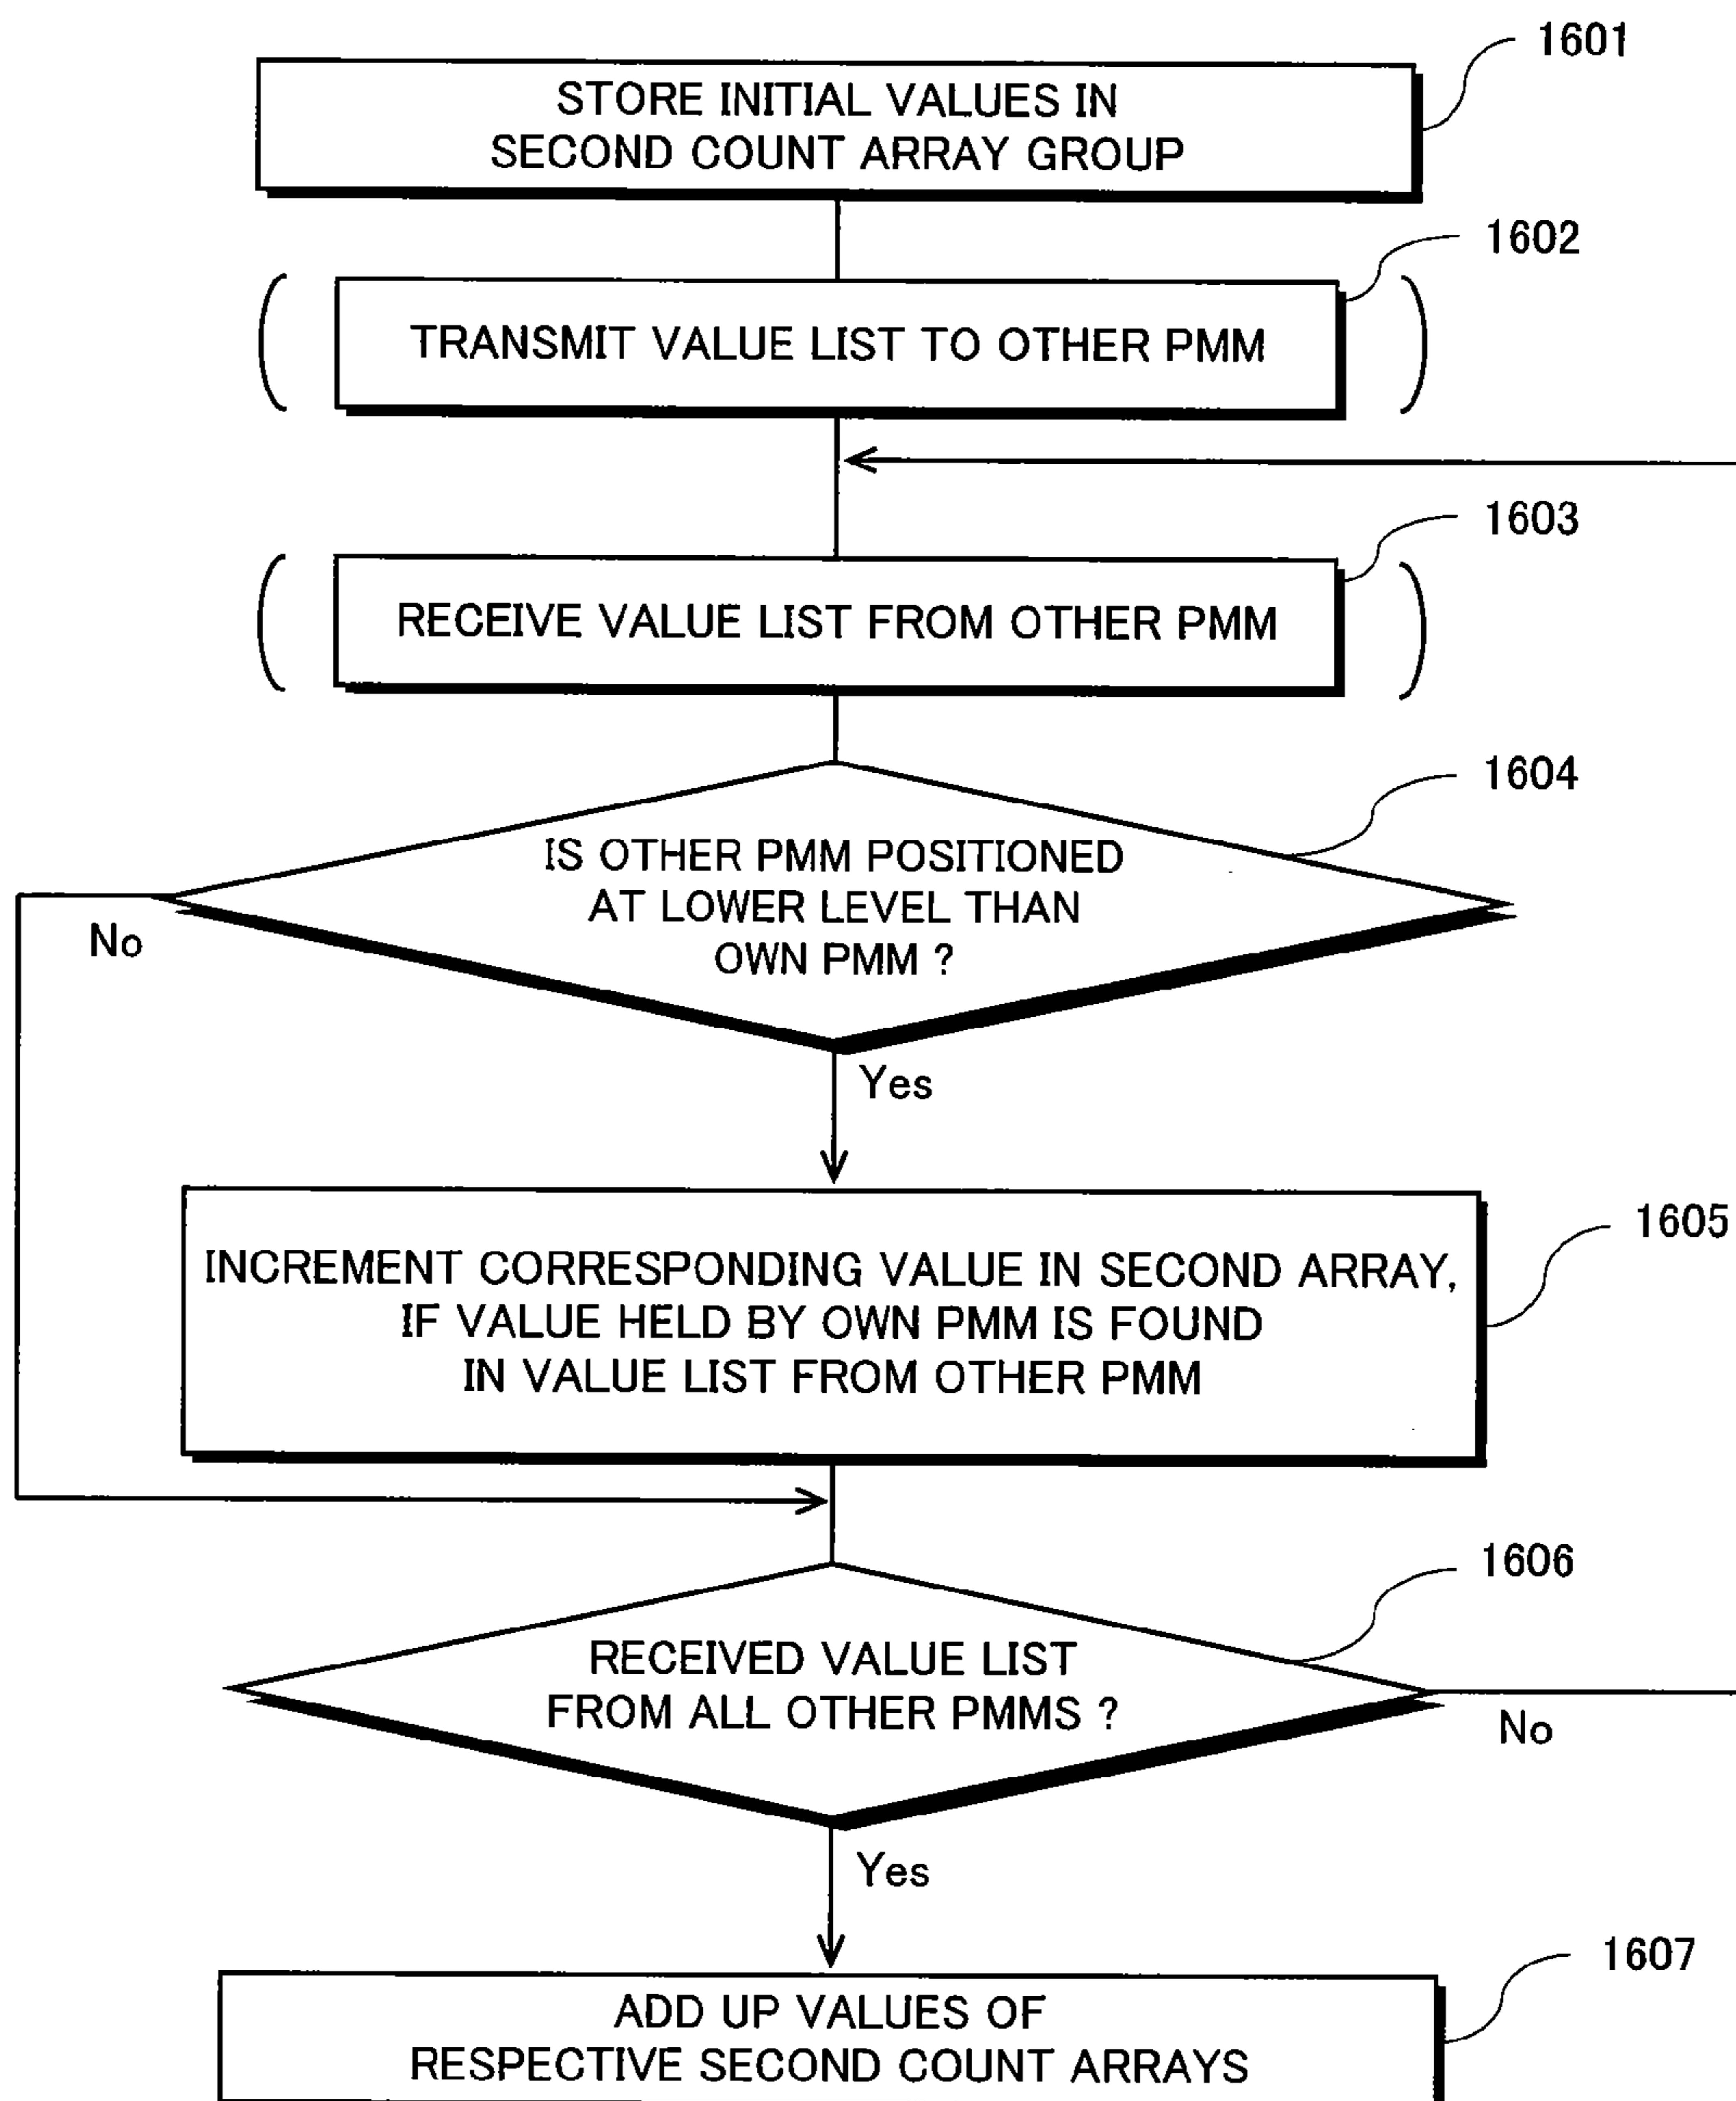 1601
STORE INITIAL VALUES IN
SECOND COUNT ARRAY GROUP
1602
TRANSMIT VALUE LIST TO OTHER PMM
1603
RECEIVE VALUE LIST FROM OTHER PMM
1604
IS OTHER PMM POSITIONED
AT LOWER LEVEL THAN
OWN PMM ?
No
Yes
1605
INCREMENT CORRESPONDING VALUE IN SECOND ARRAY,
IF VALUE HELD BY OWN PMM IS FOUND
IN VALUE LIST FROM OTHER PMM
1606
RECEIVED VALUE LIST
FROM ALL OTHER PMMS ?
No
Yes
1607
ADD UP VALUES OF
RESPECTIVE SECOND COUNT ARRAYS